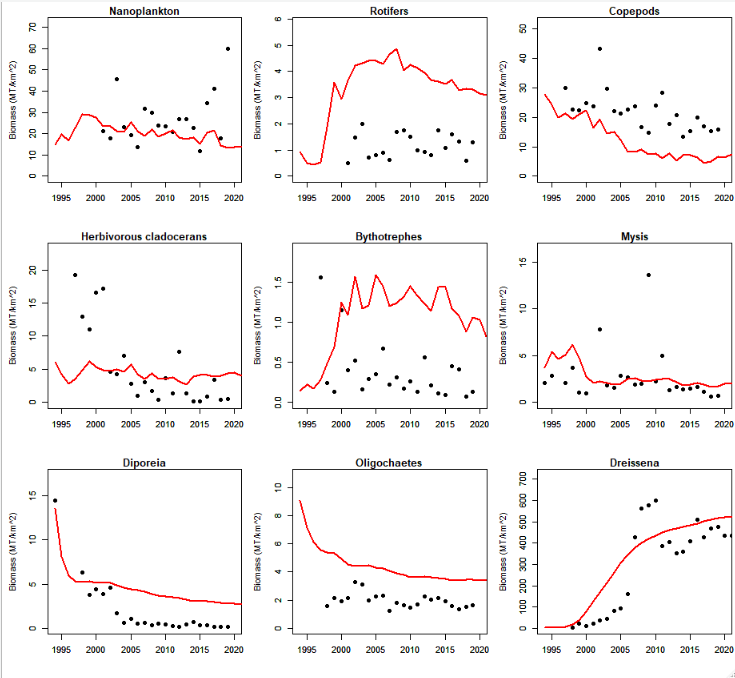 Nanoplankton
Rotifers
Copepods
Biomass (MT/km^2)
0 10 20 30 40 50 60 70
1995 2000 2005 2010 2015 2020
Biomass (MT/km^2)
0 1 2 3 4 5 6
1995 2000 2005 2010 2015 2020
Biomass (MT/km^2)
0 10 20 30 40 50
1995 2000 2005 2010 2015 2020
Herbivorous cladocerans
Bythotrephes
Mysis
Biomass (MT/km^2)
0 5 10 15 20
1995 2000 2005 2010 2015 2020
Biomass (MT/km^2)
0.0 0.5 1.0 1.5
1995 2000 2005 2010 2015 2020
Biomass (MT/km^2)
0 5 10 15
1995 2000 2005 2010 2015 2020
Diporeia
Oligochaetes
Dreissena
Biomass (MT/km^2)
0 5 10 15
1995 2000 2005 2010 2015 2020
Biomass (MT/km^2)
0 2 4 6 8 10
1995 2000 2005 2010 2015 2020
Biomass (MT/km^2)
0 100 200 300 400 500 600 700
1995 2000 2005 2010 2015 2020